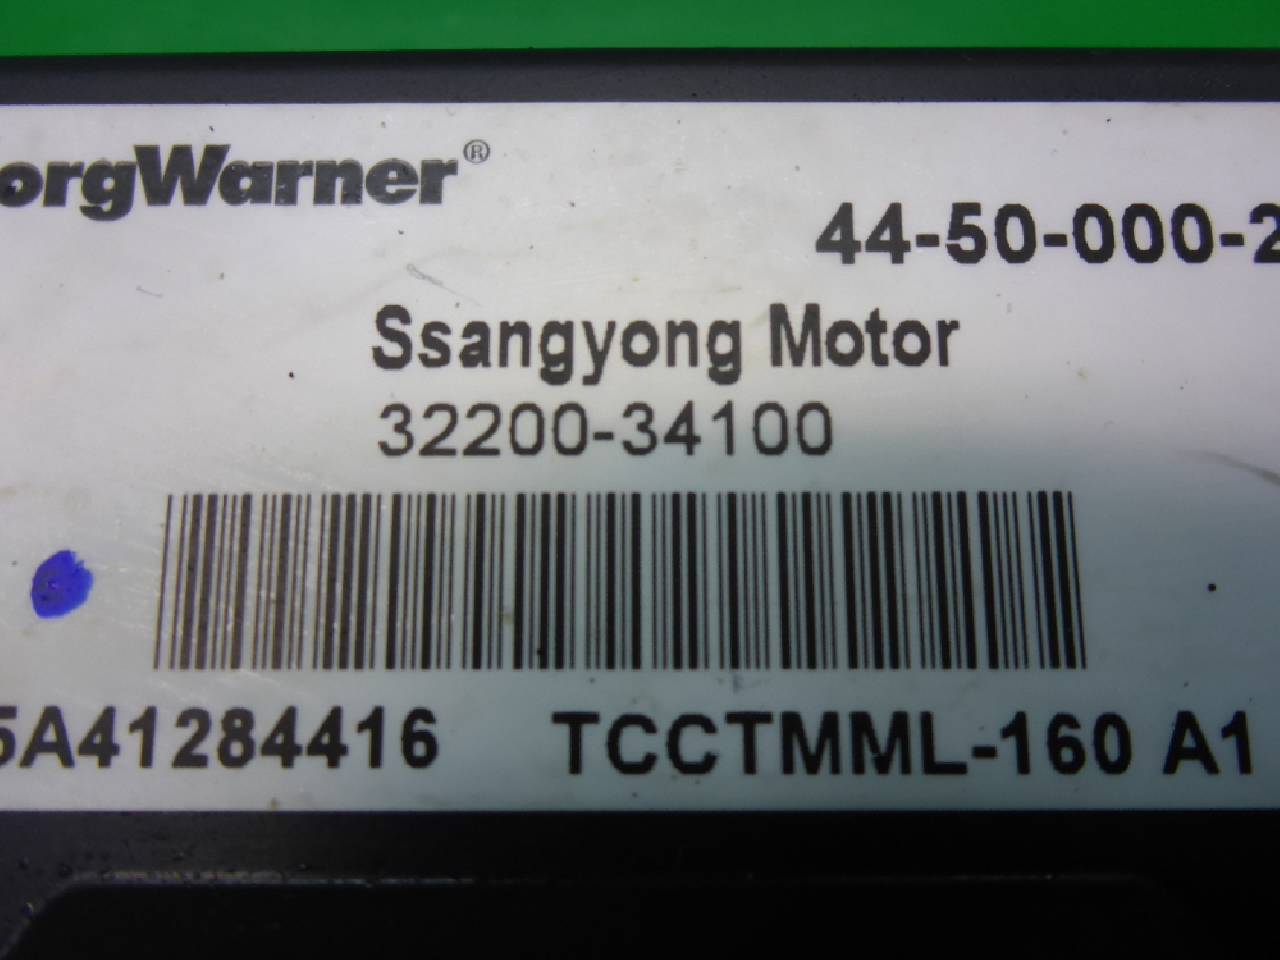 orgWarner®
44-50-000-2
Ssangyong Motor
32200-34100
5A41284416 TCCTMML-160 A1